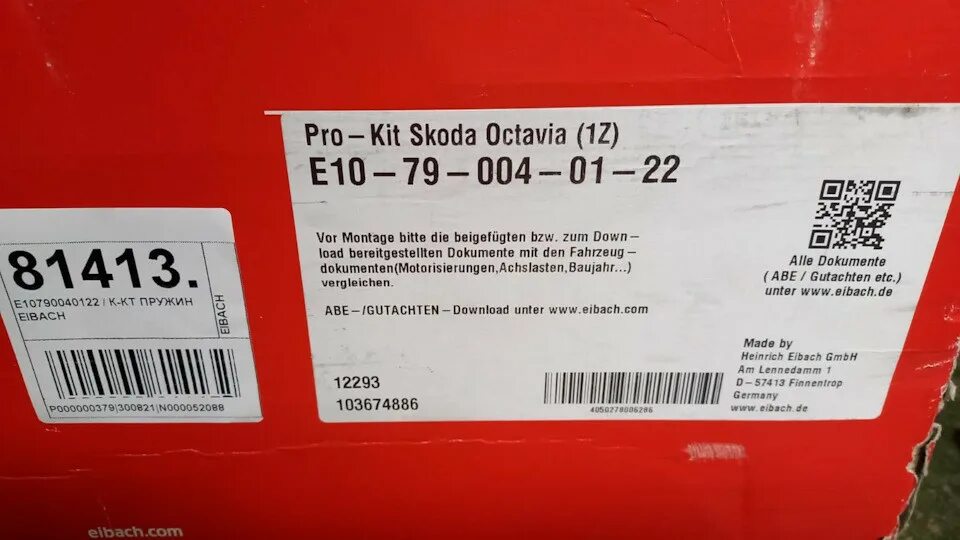 Pro-Kit Skoda Octavia (1Z)
E10-79-004-01-22
Vor Montage bitte die beigefügten bzw. zum Down-
load bereitgestellten Dokumente mit den Fahrzeug-
dokumenten(Motorisierungen,Achslasten,Baujahr...)
vergleichen.
ABE-/GUTACHTEN-Download unter www.eibach.com
12293
103674886
4050278086286
Alle Dokumente
( ABE / Gutachten etc.)
unter www.eibach.de
Made by
Heinrich Eibach GmbH
Am Lennedamm 1
D-57413 Finnentrop
Germany
www.eibach.de
81413.
E10790040122 / К-КТ ПРУЖИН
EIBACH
EIBACH
P000000379|300821|N000052088
eibach.com